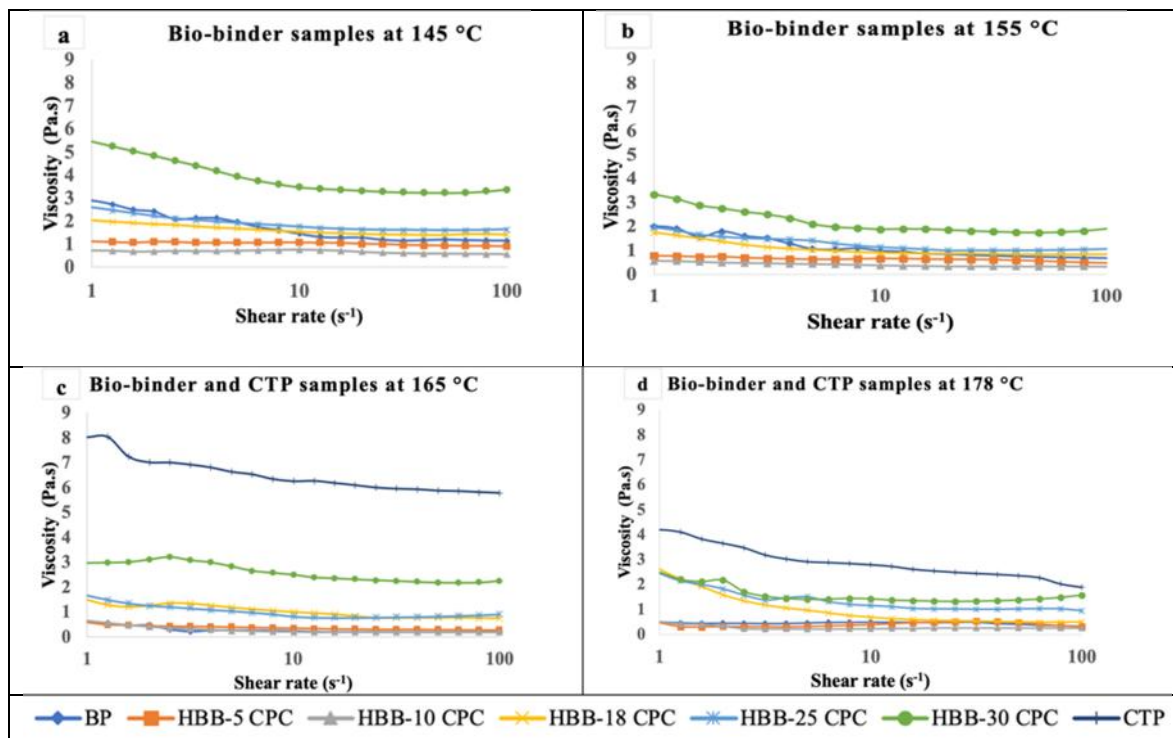 a
Bio-binder samples at 145 °C
Viscosity (Pa.s)
9
8
7
6
5
4
3
2
1
0
1 10 100
Shear rate (s⁻¹)
b
Bio-binder samples at 155 °C
Viscosity (Pa.s)
9
8
7
6
5
4
3
2
1
0
1 10 100
Shear rate (s⁻¹)
c
Bio-binder and CTP samples at 165 °C
Viscosity (Pa.s)
9
8
7
6
5
4
3
2
1
0
1 10 100
Shear rate (s⁻¹)
d
Bio-binder and CTP samples at 178 °C
Viscosity (Pa.s)
9
8
7
6
5
4
3
2
1
0
1 10 100
Shear rate (s⁻¹)
BP HBB-5 CPC HBB-10 CPC HBB-18 CPC HBB-25 CPC HBB-30 CPC CTP